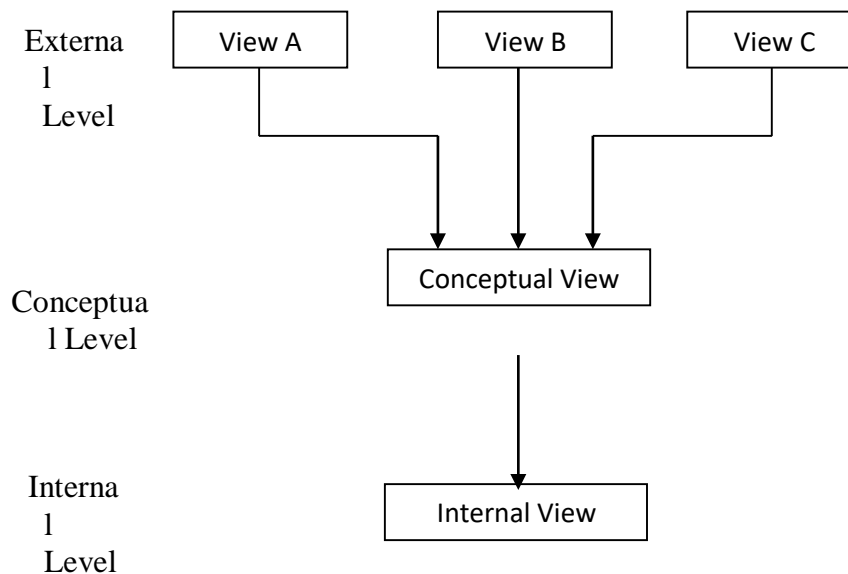 Externa
l
Level
View A
View B
View C
Conceptual View
Conceptua
l Level
Internal View
Interna
l
Level